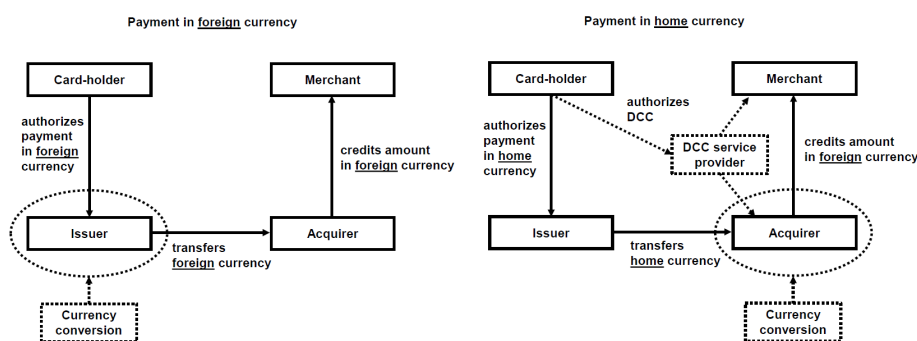 Payment in foreign currency
Card-holder
Merchant
authorizes
payment
in foreign
currency
credits amount
in foreign currency
Issuer
Acquirer
transfers
foreign currency
Currency
conversion
Payment in home currency
Card-holder
Merchant
authorizes
DCC
authorizes
payment
in home
currency
DCC service
provider
credits amount
in foreign currency
Issuer
Acquirer
transfers
home currency
Currency
conversion